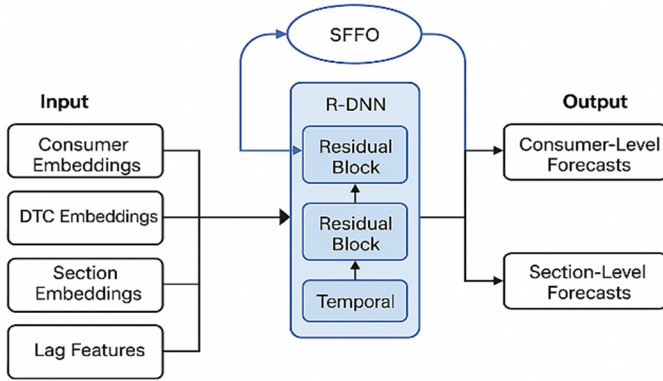 SFFO
Input
Consumer
Embeddings
DTC Embeddings
Section
Embeddings
Lag Features
R-DNN
Residual
Block
Residual
Block
Temporal
Output
Consumer-Level
Forecasts
Section-Level
Forecasts